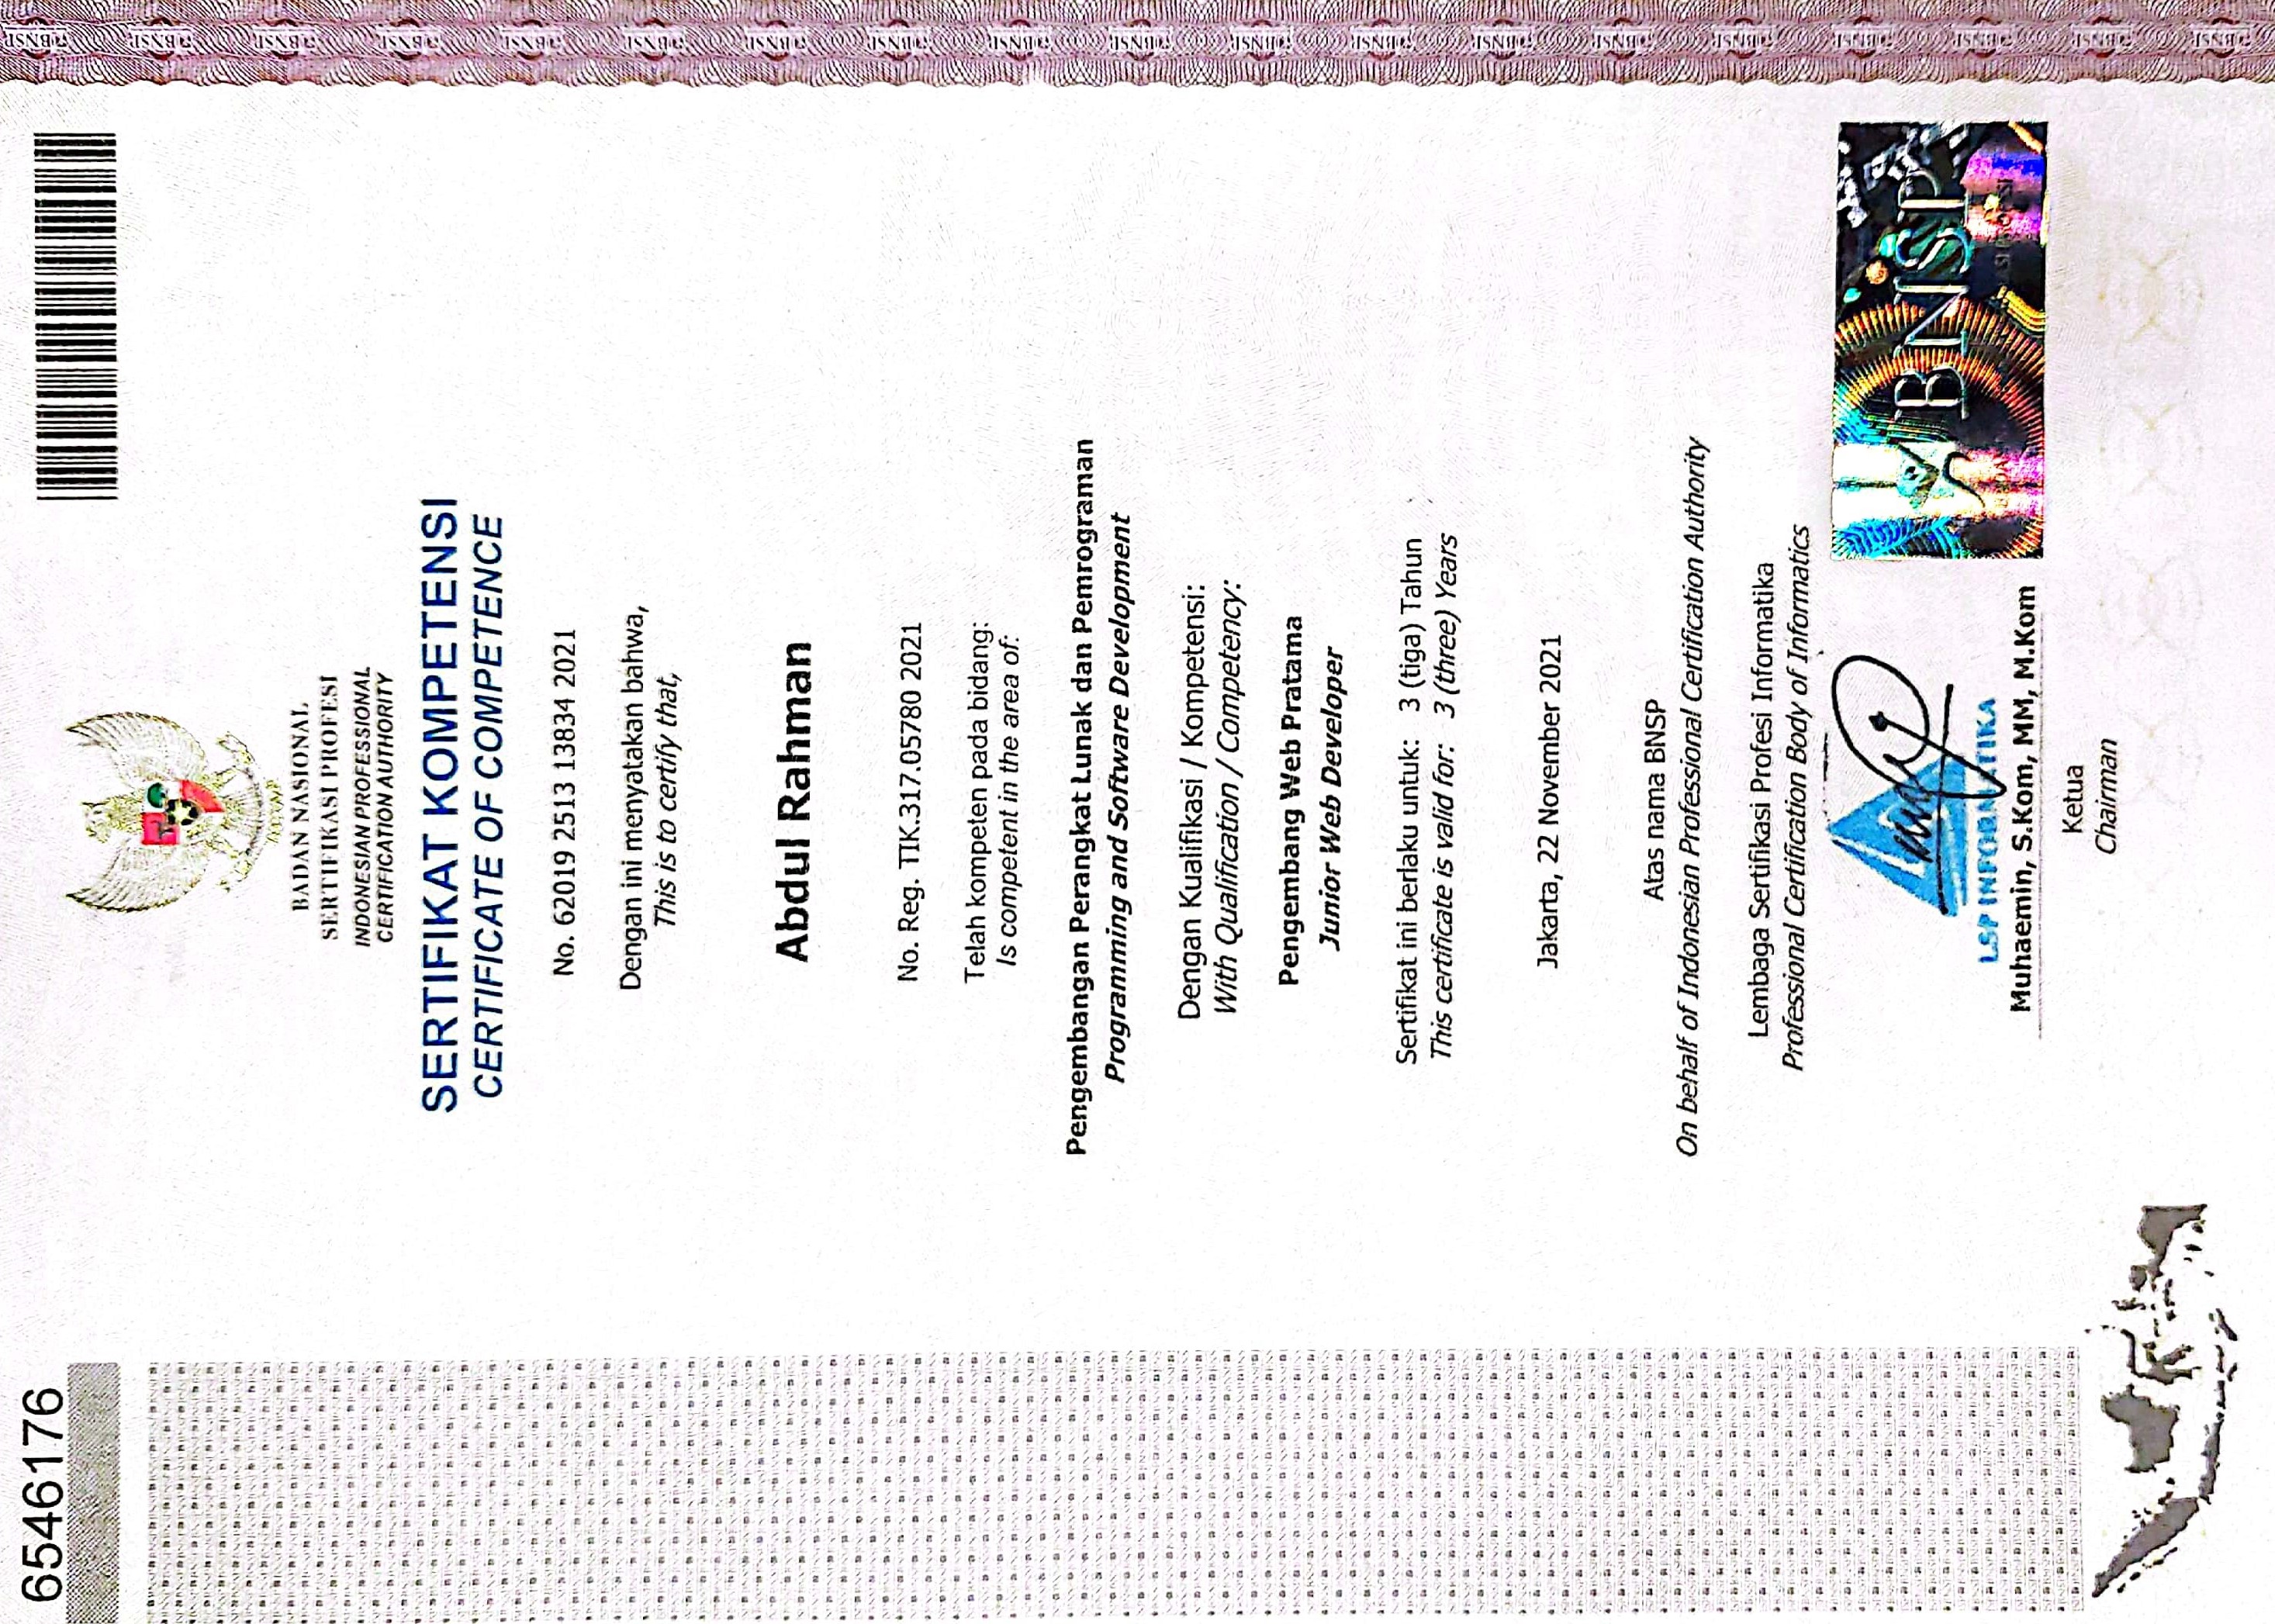 6546176
BADAN NASIONAL
SERTIFIKASI PROFESI
INDONESIAN PROFESSIONAL
CERTIFICATION AUTHORITY
SERTIFIKAT KOMPETENSI
CERTIFICATE OF COMPETENCE
No. 62019 2513 13834 2021
Dengan ini menyatakan bahwa,
This is to certify that,
Abdul Rahman
No. Reg. TIK.317.05780 2021
Telah kompeten pada bidang:
Is competent in the area of:
Pengembangan Perangkat Lunak dan Pemrograman
Programming and Software Development
Dengan Kualifikasi / Kompetensi:
With Qualification / Competency:
Pengembang Web Pratama
Junior Web Developer
Sertifikat ini berlaku untuk: 3 (tiga) Tahun
This certificate is valid for: 3 (three) Years
Jakarta, 22 November 2021
Atas nama BNSP
On behalf of Indonesian Professional Certification Authority
Lembaga Sertifikasi Profesi Informatika
Professional Certification Body of Informatics
BNSP
LSP INFORMATIKA
Muhaemin, S.Kom, MM, M.Kom
Ketua
Chairman